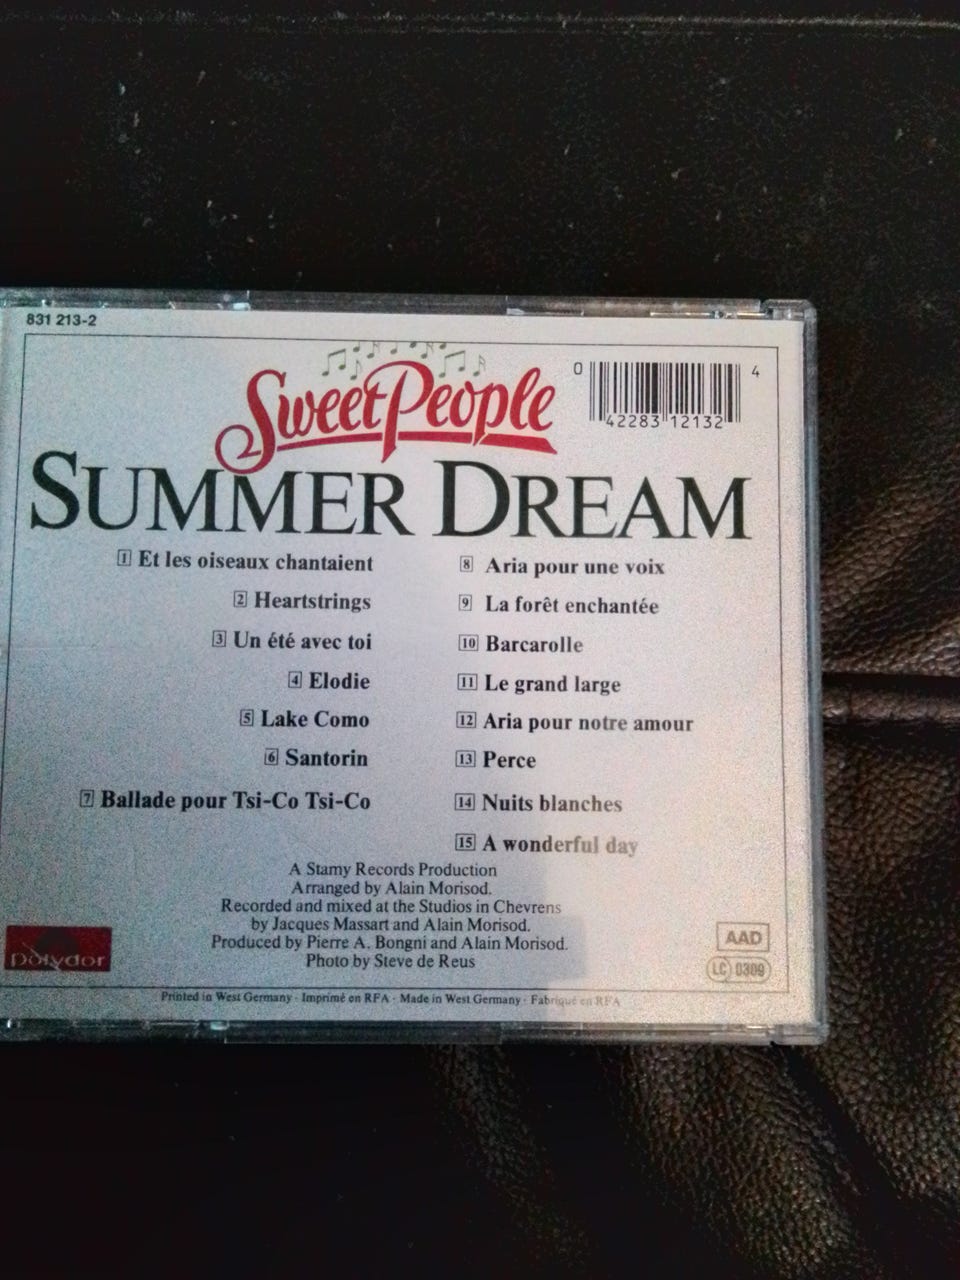 831 213-2
Sweet People
0 42283 12132 4
SUMMER DREAM
1 Et les oiseaux chantaient
2 Heartstrings
3 Un été avec toi
4 Elodie
5 Lake Como
6 Santorin
7 Ballade pour Tsi-Co Tsi-Co
8 Aria pour une voix
9 La forêt enchantée
10 Barcarolle
11 Le grand large
12 Aria pour notre amour
13 Perce
14 Nuits blanches
15 A wonderful day
A Stamy Records Production
Arranged by Alain Morisod.
Recorded and mixed at the Studios in Chevrens
by Jacques Massart and Alain Morisod.
Produced by Pierre A. Bongni and Alain Morisod.
Photo by Steve de Reus
Polydor
AAD
LC 0309
Printed in West Germany · Imprimé en RFA · Made in West Germany · Fabriqué en RFA